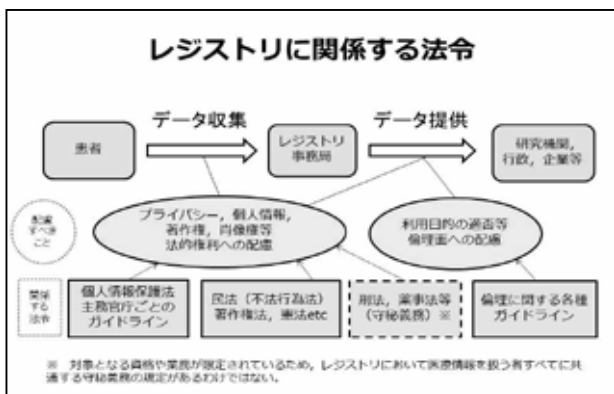 レジストリに関係する法令
データ収集
データ提供
患者
レジストリ
事務局
研究機関,
行政, 企業等
配慮
すべき
こと
プライバシー, 個人情報,
著作権, 肖像権等
法的権利への配慮
利用目的の適否等
倫理面への配慮
関係
する
法令
個人情報保護法
主務官庁ごとの
ガイドライン
民法(不法行為法)
著作権法, 憲法etc
刑法, 薬事法等
(守秘義務)※
倫理に関する各種
ガイドライン
※ 対象となる資格や業務が限定されているため, レジストリにおいて医療情報を扱う者すべてに共
通する守秘義務の規定があるわけではない。